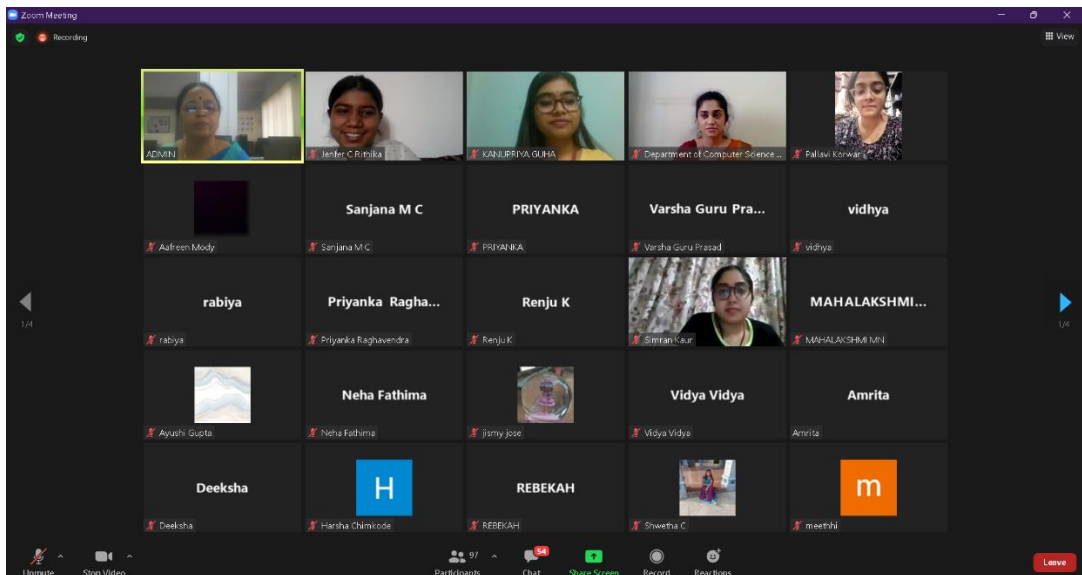 Zoom Meeting
Recording
View
ADMIN
Jenfer C Rithika
KANUPRIYA GUHA
Department of Computer Science...
Pallavi Korwar
Aafreen Mody
Sanjana M C
Sanjana M C
PRIYANKA
PRIYANKA
Varsha Guru Pra...
Varsha Guru Prasad
vidhya
vidhya
1/4
1/4
rabiya
rabiya
Priyanka Ragha...
Priyanka Raghavendra
Renju K
Renju K
Simran Kaur
MAHALAKSHMI...
MAHALAKSHMI MN
Ayushi Gupta
Neha Fathima
Neha Fathima
jismy jose
Vidya Vidya
Vidya Vidya
Amrita
Amrita
Deeksha
Deeksha
H
Harsha Chimkode
REBEKAH
REBEKAH
Shwetha C
m
meethhi
Unmute
Stop Video
97
Participants
54
Chat
Share Screen
Record
Reactions
Leave